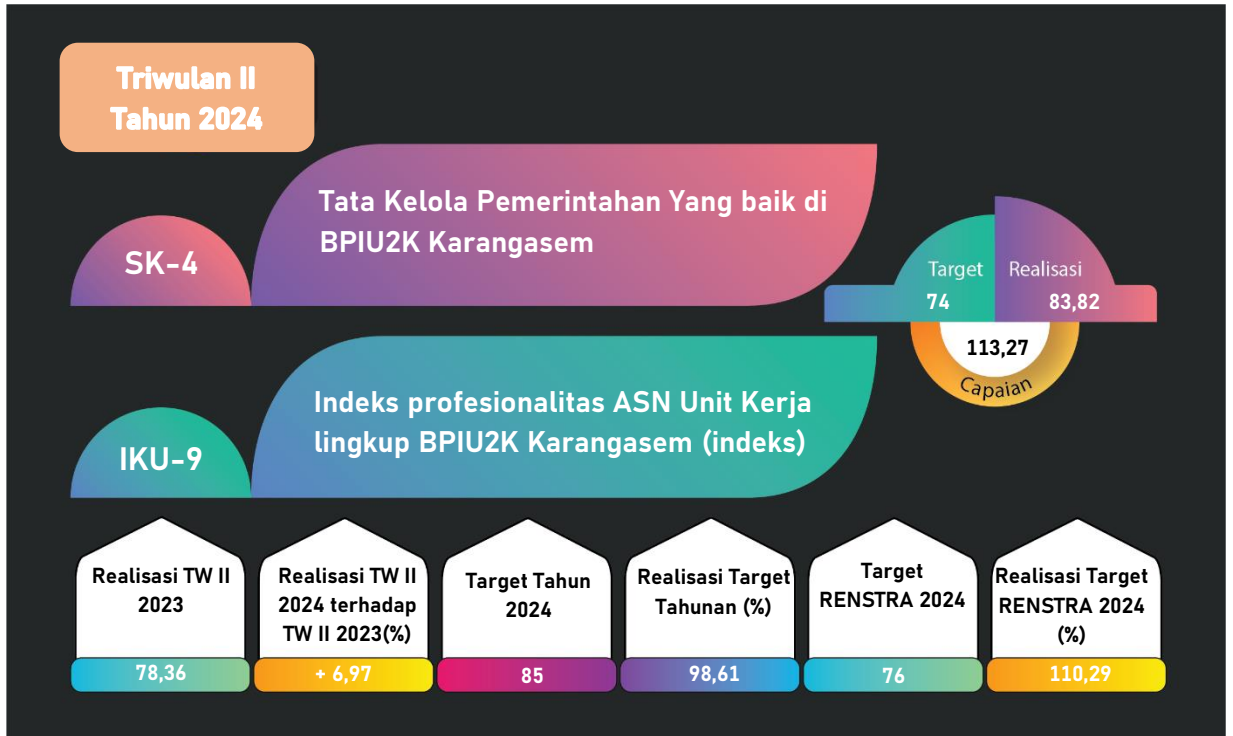 Triwulan II
Tahun 2024
SK-4
Tata Kelola Pemerintahan Yang baik di
BPIU2K Karangasem
Target
74
Realisasi
83,82
113,27
Capaian
IKU-9
Indeks profesionalitas ASN Unit Kerja
lingkup BPIU2K Karangasem (indeks)
Realisasi TW II
2023
78,36
Realisasi TW II
2024 terhadap
TW II 2023(%)
+ 6,97
Target Tahun
2024
85
Realisasi Target
Tahunan (%)
98,61
Target
RENSTRA 2024
76
Realisasi Target
RENSTRA 2024
(%)
110,29